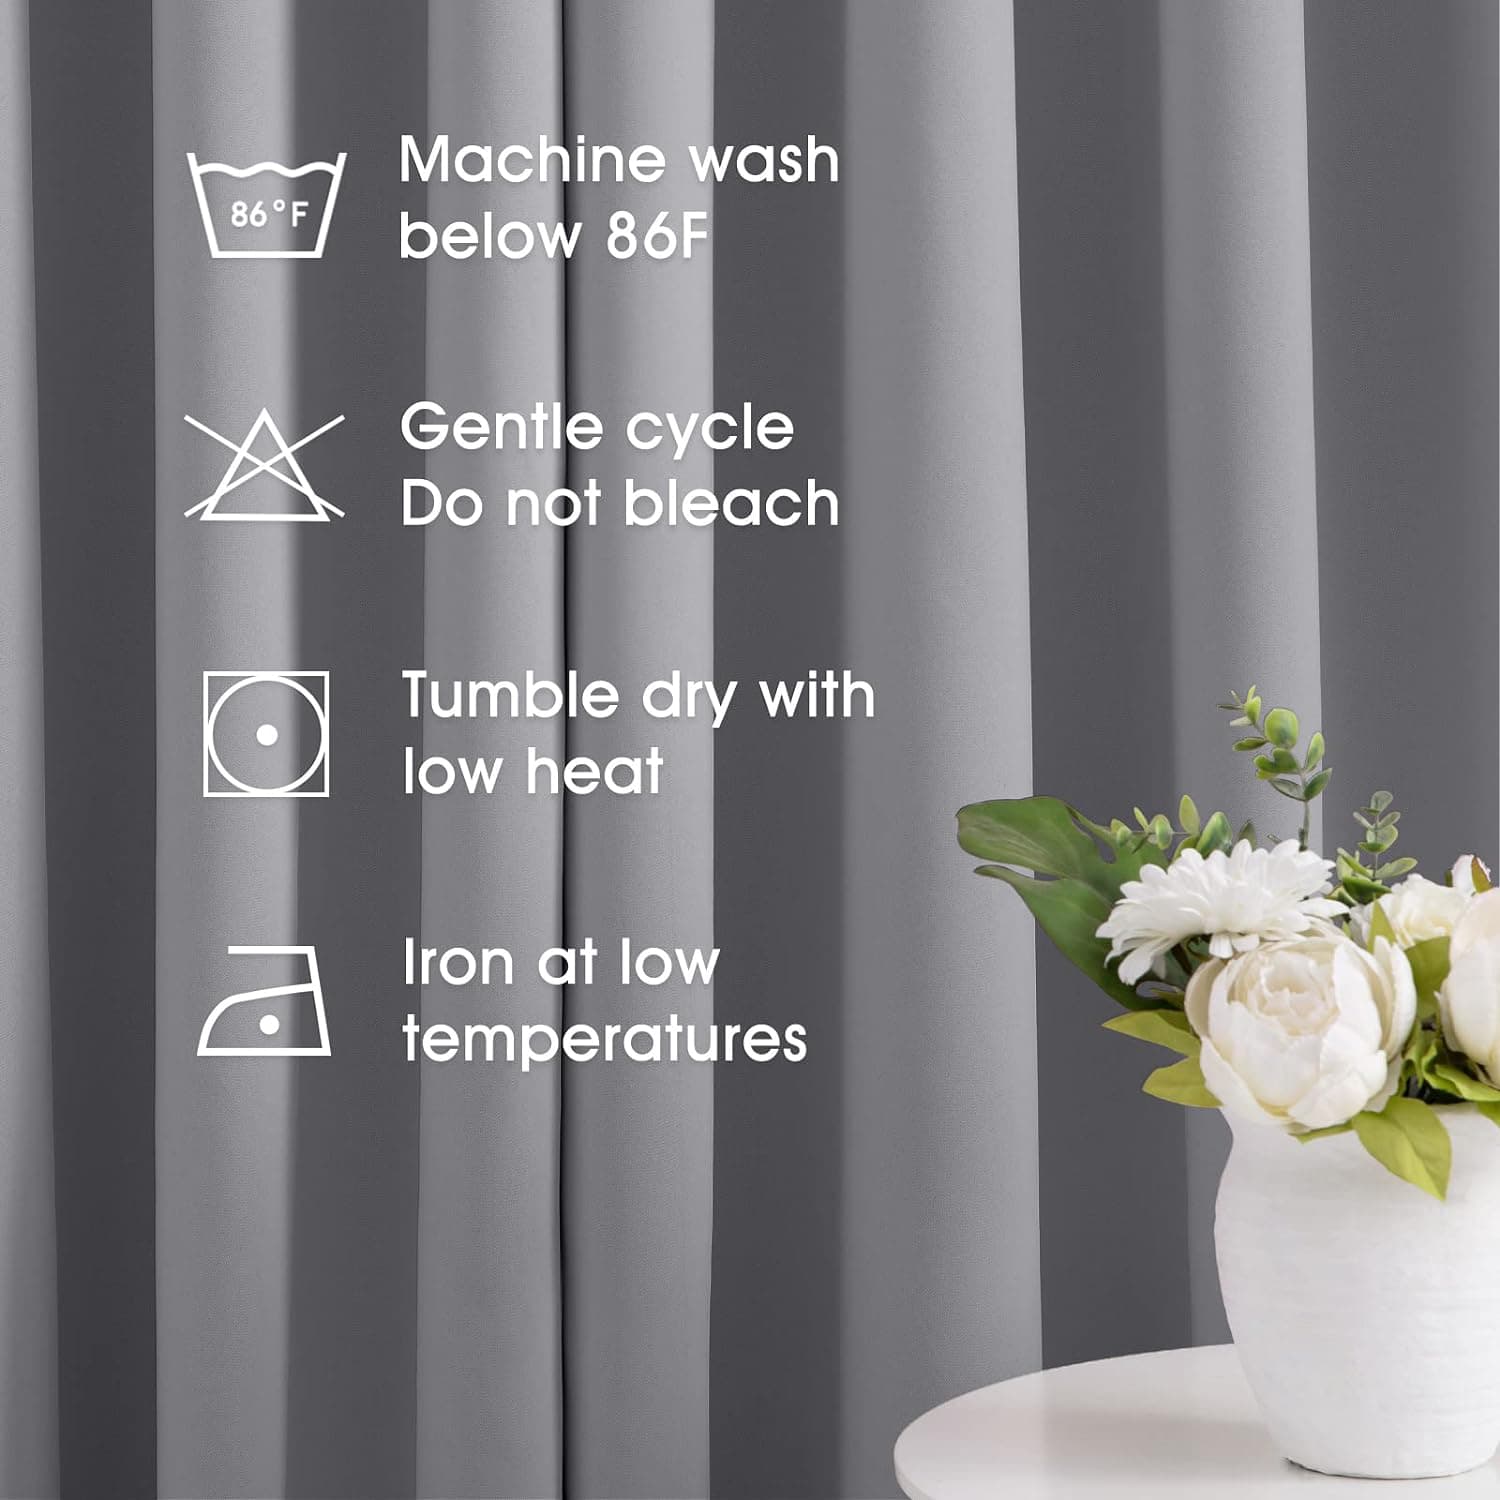 86°F
Machine wash
below 86F
Gentle cycle
Do not bleach
Tumble dry with
low heat
Iron at low
temperatures